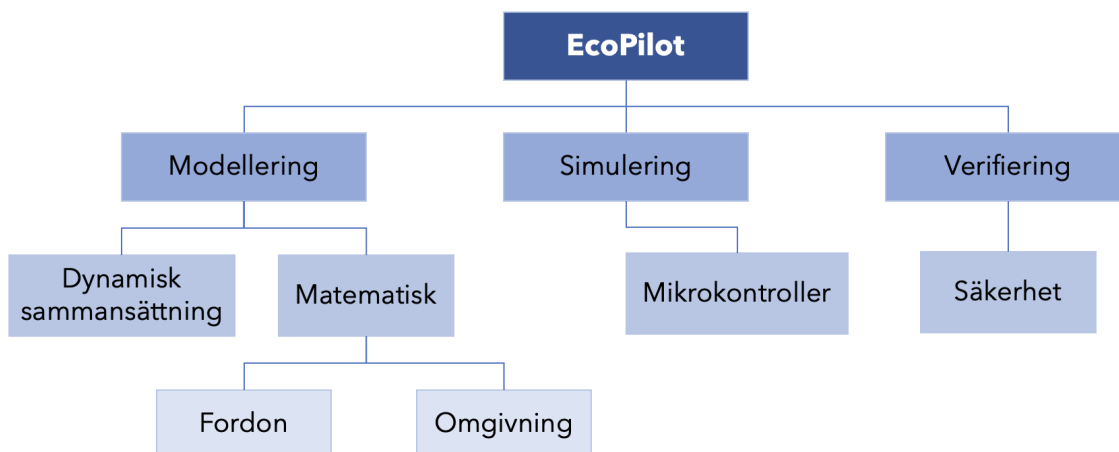 EcoPilot
Modellering
Simulering
Verifiering
Dynamisk
sammansättning
Matematisk
Mikrokontroller
Säkerhet
Fordon
Omgivning